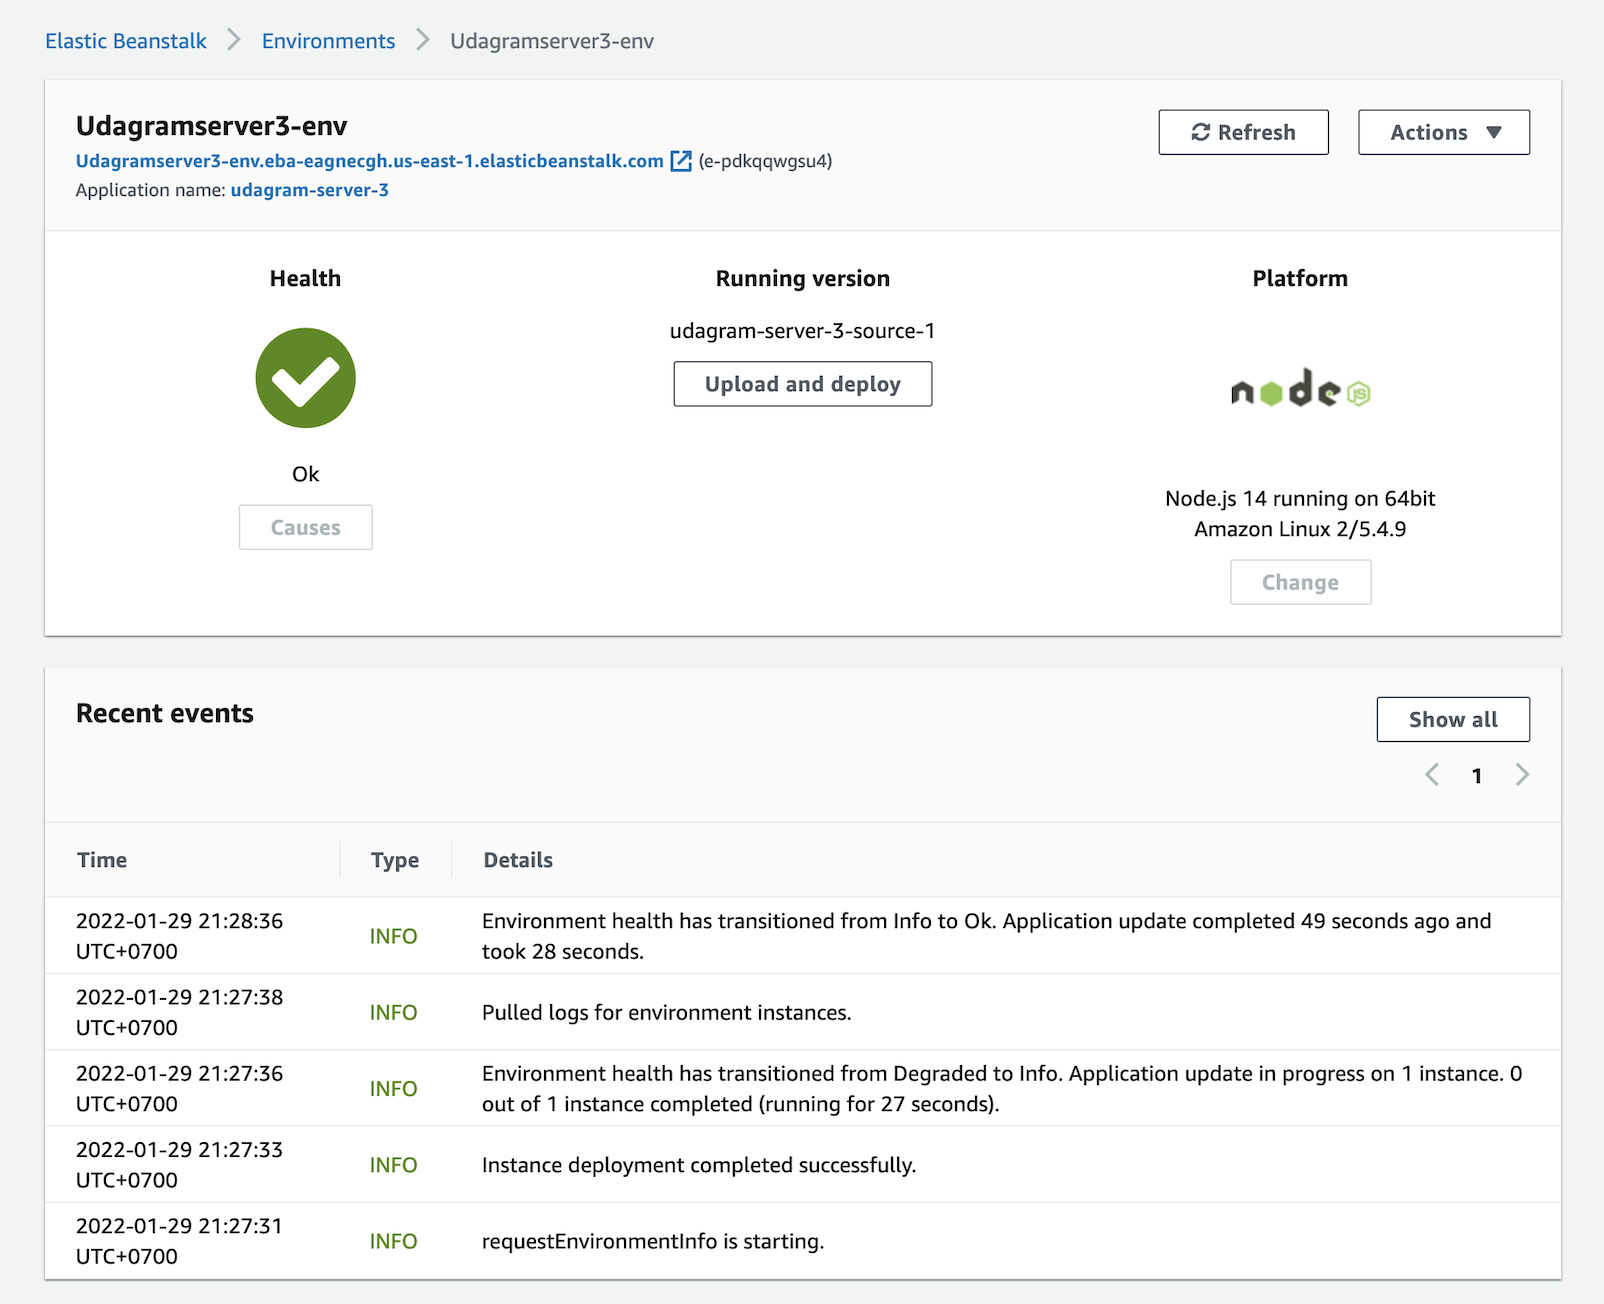 Elastic Beanstalk > Environments > Udagramserver3-env
Udagramserver3-env
Refresh
Actions
Udagramserver3-env.eba-eagnecgh.us-east-1.elasticbeanstalk.com (e-pdkqqwgsu4)
Application name: udagram-server-3
Health
Running version
Platform
udagram-server-3-source-1
Upload and deploy
node JS
Ok
Causes
Node.js 14 running on 64bit
Amazon Linux 2/5.4.9
Change
Recent events
Show all
1
Time Type Details
2022-01-29 21:28:36
UTC+0700
INFO
Environment health has transitioned from Info to Ok. Application update completed 49 seconds ago and
took 28 seconds.
2022-01-29 21:27:38
UTC+0700
INFO
Pulled logs for environment instances.
2022-01-29 21:27:36
UTC+0700
INFO
Environment health has transitioned from Degraded to Info. Application update in progress on 1 instance. 0
out of 1 instance completed (running for 27 seconds).
2022-01-29 21:27:33
UTC+0700
INFO
Instance deployment completed successfully.
2022-01-29 21:27:31
UTC+0700
INFO
requestEnvironmentInfo is starting.